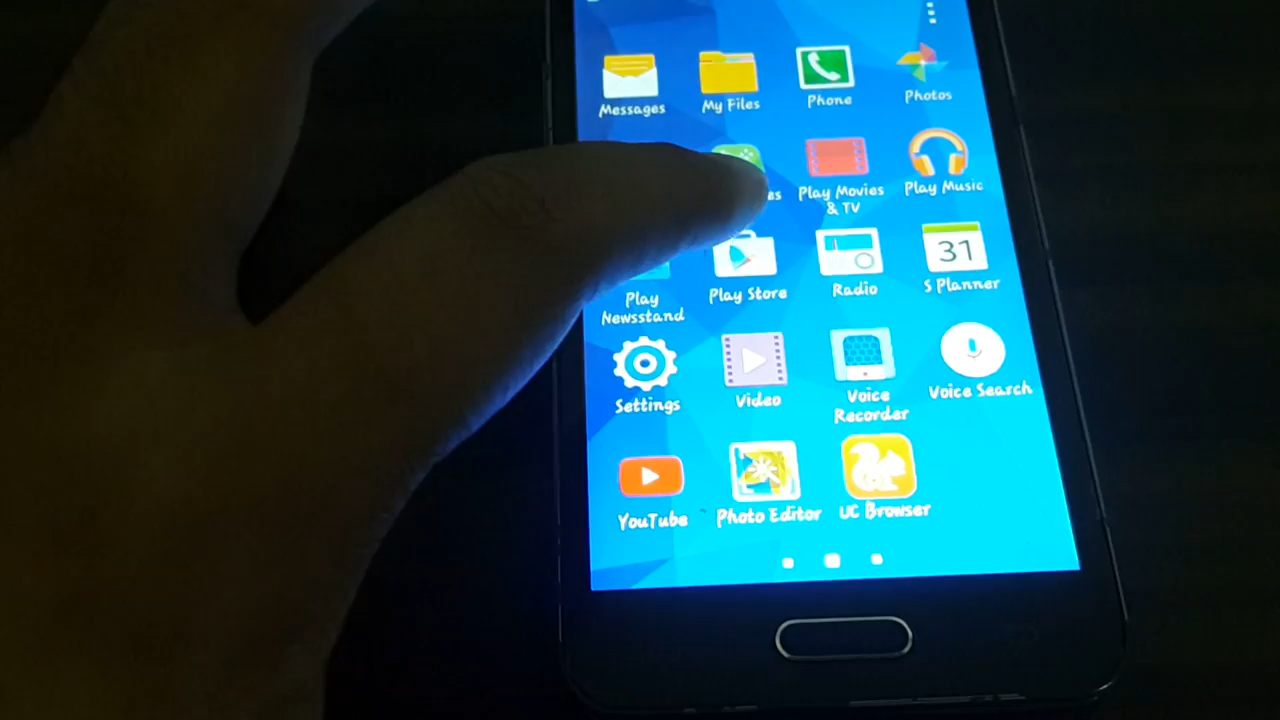 Messages
My Files
Phone
Photos
es
Play Movies
& TV
Play Music
Play
Newsstand
Play Store
Radio
31
S Planner
Settings
Video
Voice
Recorder
Voice Search
YouTube
Photo Editor
UC Browser